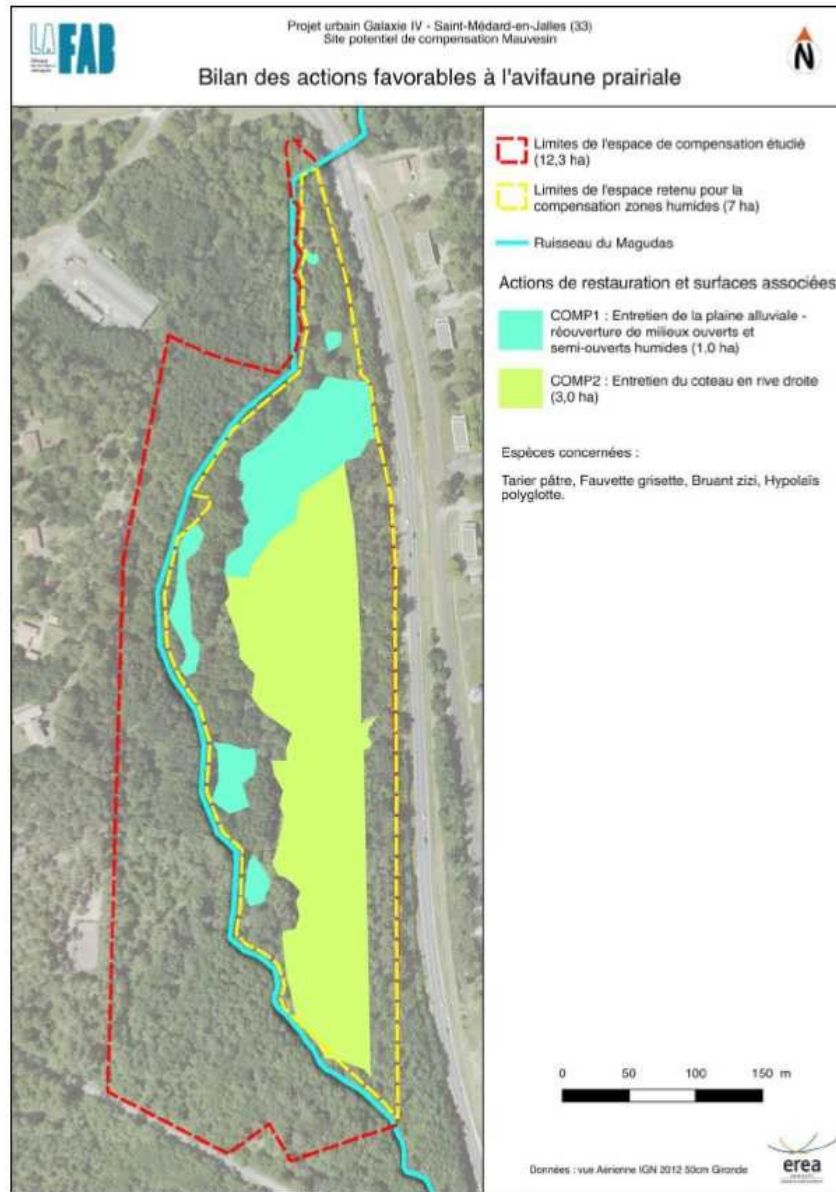 LA
FAB
Projet urbain Galaxie IV - Saint-Médard-en-Jalles (33)
Site potentiel de compensation Mauvesin
Bilan des actions favorables à l'avifaune prairiale
N
Limites de l'espace de compensation étudié
(12,3 ha)
Limites de l'espace retenu pour la
compensation zones humides (7 ha)
Ruisseau du Magudas
Actions de restauration et surfaces associées
COMP1 : Entretien de la plaine alluviale -
réouverture de milieux ouverts et
semi-ouverts humides (1,0 ha)
COMP2 : Entretien du coteau en rive droite
(3,0 ha)
Espèces concernées :
Tarier pâtre, Fauvette grisette, Bruant zizi, Hypolaïs
polyglotte.
0 50 100 150 m
Données : vue Aérienne IGN 2012 50cm Gironde
erea